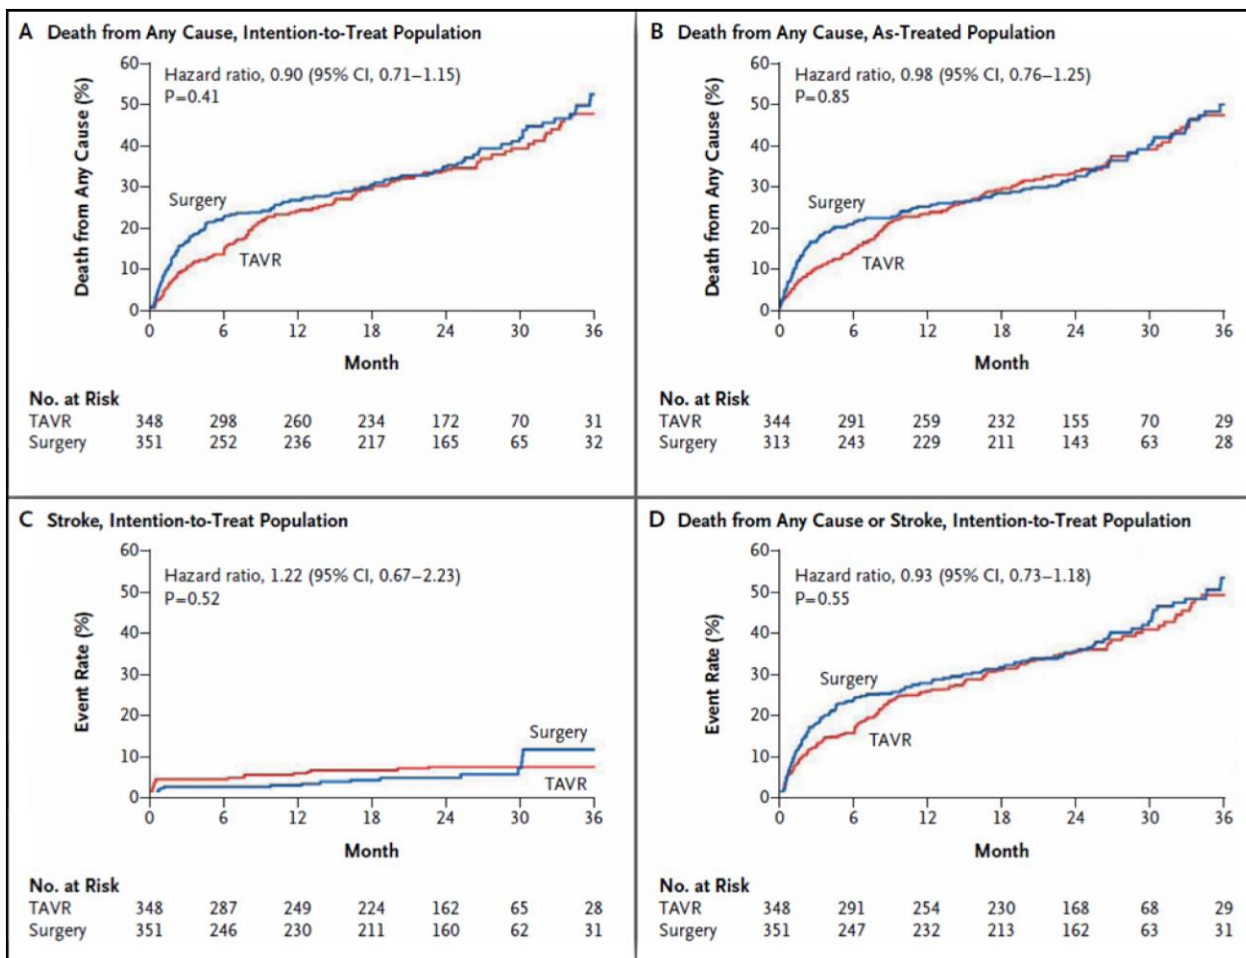 A Death from Any Cause, Intention-to-Treat Population
Death from Any Cause (%)
60
50
40
30
20
10
0
Hazard ratio, 0.90 (95% CI, 0.71–1.15)
P=0.41
Surgery
TAVR
0 6 12 18 24 30 36
Month
No. at Risk
TAVR 348 298 260 234 172 70 31
Surgery 351 252 236 217 165 65 32
B Death from Any Cause, As-Treated Population
Death from Any Cause (%)
60
50
40
30
20
10
0
Hazard ratio, 0.98 (95% CI, 0.76–1.25)
P=0.85
Surgery
TAVR
0 6 12 18 24 30 36
Month
No. at Risk
TAVR 344 291 259 232 155 70 29
Surgery 313 243 229 211 143 63 28
C Stroke, Intention-to-Treat Population
Event Rate (%)
60
50
40
30
20
10
0
Hazard ratio, 1.22 (95% CI, 0.67–2.23)
P=0.52
Surgery
TAVR
0 6 12 18 24 30 36
Month
No. at Risk
TAVR 348 287 249 224 162 65 28
Surgery 351 246 230 211 160 62 31
D Death from Any Cause or Stroke, Intention-to-Treat Population
Event Rate (%)
60
50
40
30
20
10
0
Hazard ratio, 0.93 (95% CI, 0.73–1.18)
P=0.55
Surgery
TAVR
0 6 12 18 24 30 36
Month
No. at Risk
TAVR 348 291 254 230 168 68 29
Surgery 351 247 232 213 162 63 31